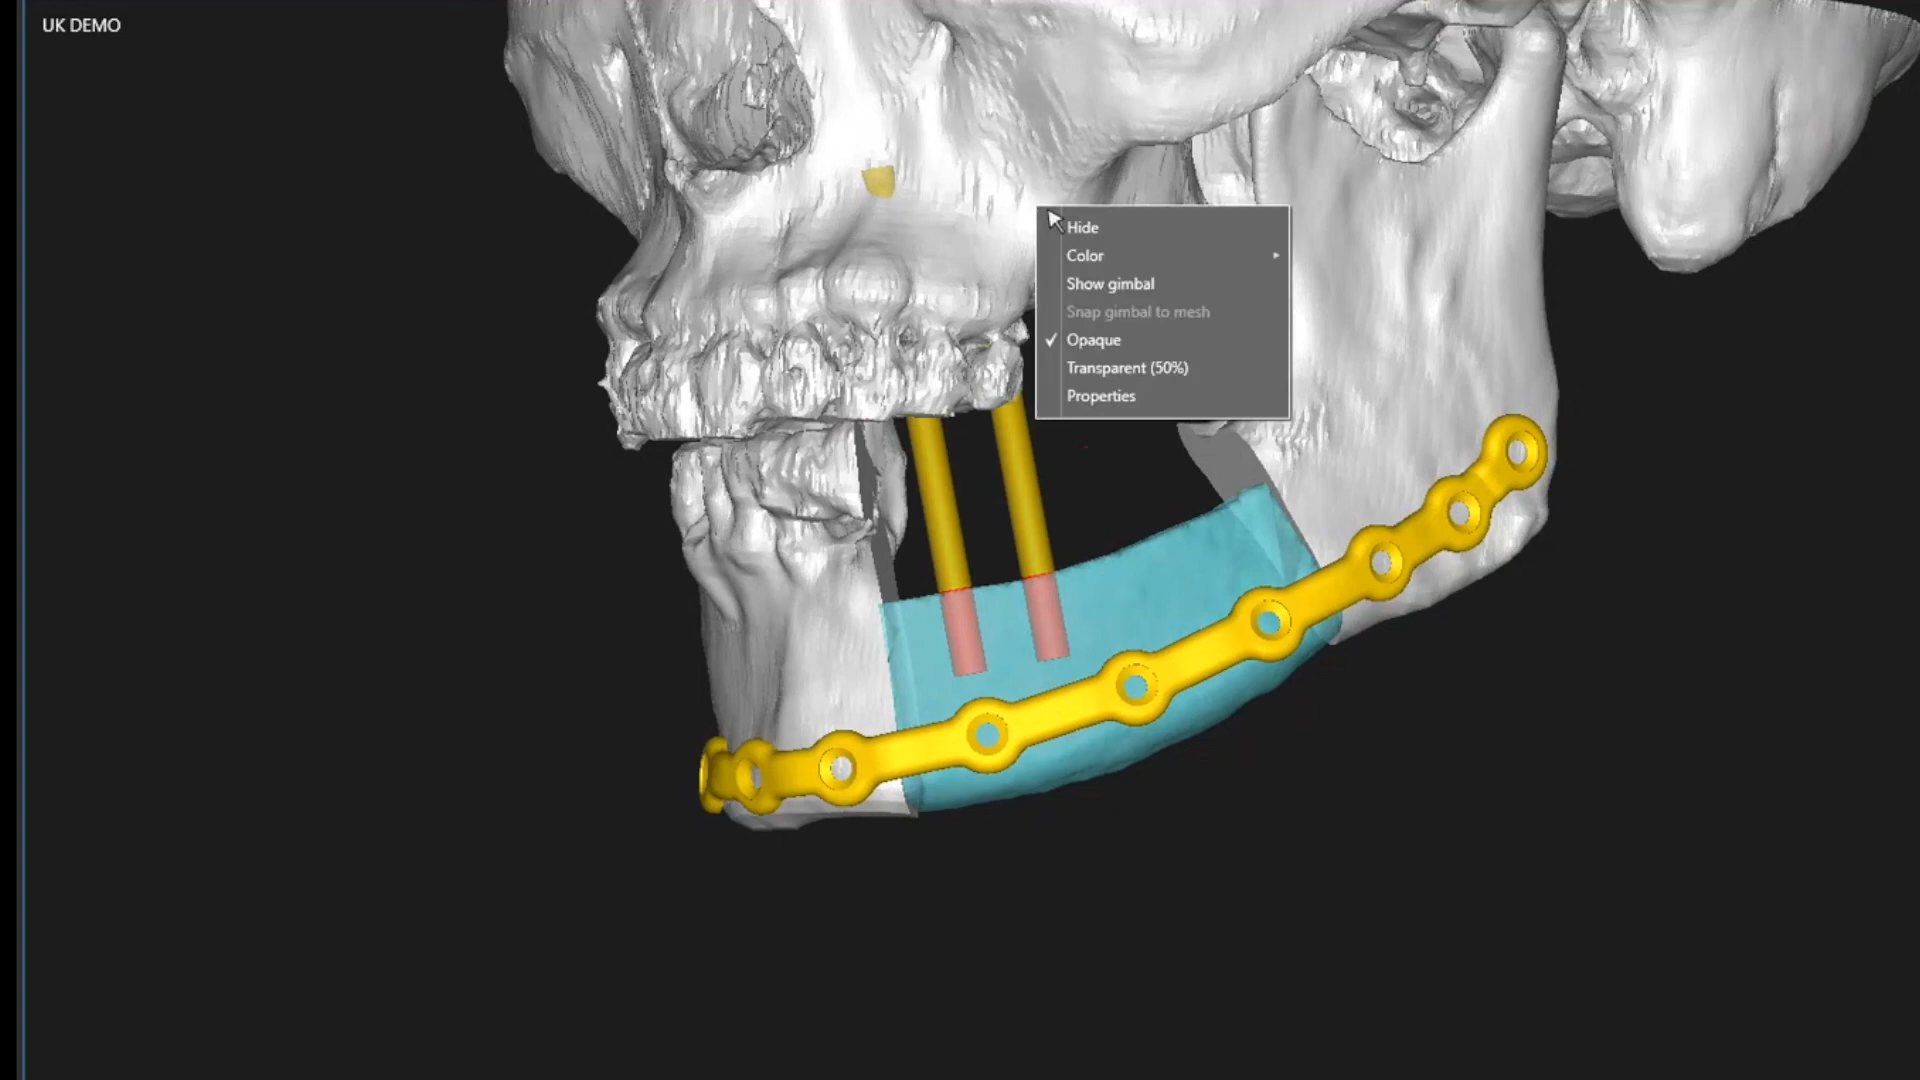 UK DEMO
Hide
Color
Show gimbal
Snap gimbal to mesh
Opaque
Transparent (50%)
Properties